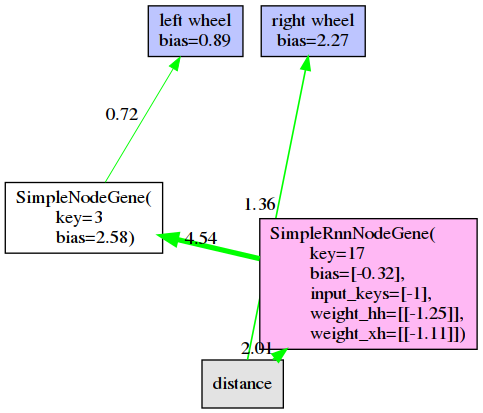 left wheel
bias=0.89
right wheel
bias=2.27
0.72
SimpleNodeGene(
key=3
bias=2.58)
1.36
4.54
SimpleRnnNodeGene(
key=17
bias=[-0.32],
input_keys=[-1],
weight_hh=[[-1.25]],
weight_xh=[[-1.11]])
2.01
distance